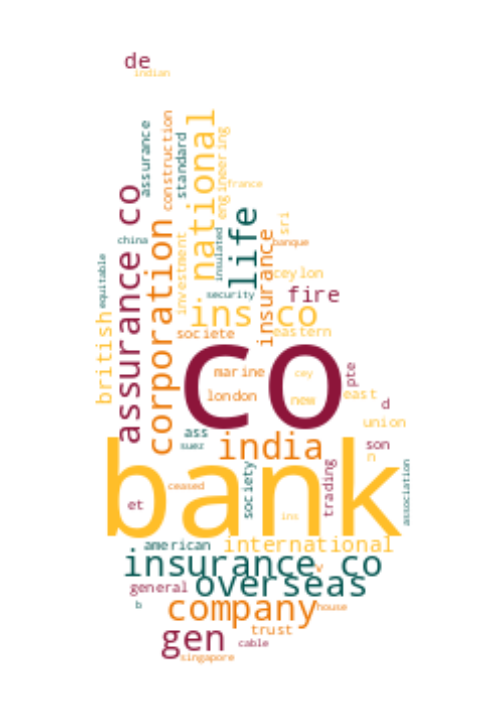 de
indian
assurance
construction
standard
national
engineering
france
assurance co
life
sri
china
insulated
banque
equitable
corporation
investment
insurance
ceylon
security
fire
british
ins co
societe
eastern
co
marine
cey
pte
london
new
east
d
ass
union
suez
india
son
n
bank
society
trading
association
ceased
et
ins
american
international
insurance co
v
general
overseas
b
company
house
gen
trust
cable
singapore